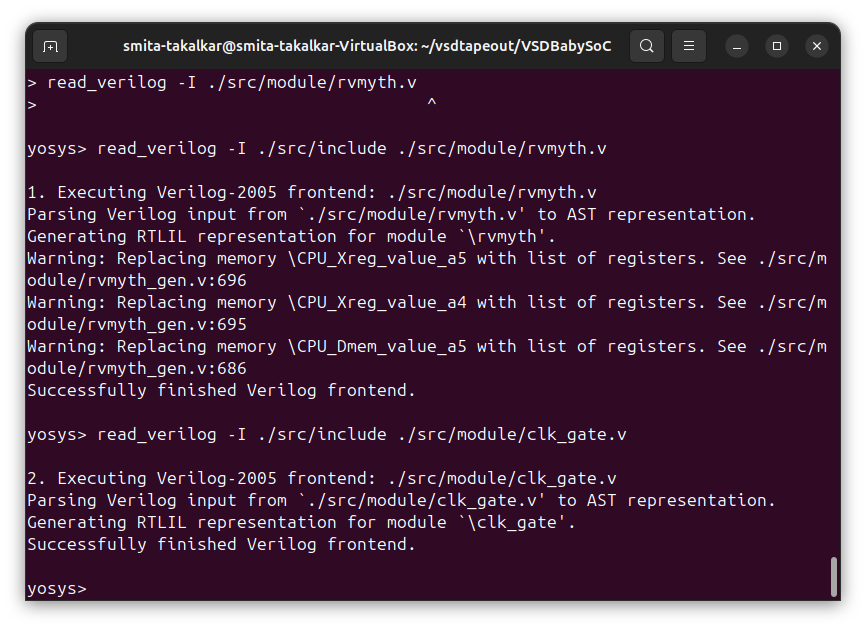 smita-takalkar@smita-takalkar-VirtualBox: ~/vsdtapeout/VSDBabySoC
> read_verilog -I ./src/module/rvmyth.v
>                                       ^
yosys> read_verilog -I ./src/include ./src/module/rvmyth.v
1. Executing Verilog-2005 frontend: ./src/module/rvmyth.v
Parsing Verilog input from `./src/module/rvmyth.v' to AST representation.
Generating RTLIL representation for module `\rvmyth'.
Warning: Replacing memory \CPU_Xreg_value_a5 with list of registers. See ./src/m
odule/rvmyth_gen.v:696
Warning: Replacing memory \CPU_Xreg_value_a4 with list of registers. See ./src/m
odule/rvmyth_gen.v:695
Warning: Replacing memory \CPU_Dmem_value_a5 with list of registers. See ./src/m
odule/rvmyth_gen.v:686
Successfully finished Verilog frontend.
yosys> read_verilog -I ./src/include ./src/module/clk_gate.v
2. Executing Verilog-2005 frontend: ./src/module/clk_gate.v
Parsing Verilog input from `./src/module/clk_gate.v' to AST representation.
Generating RTLIL representation for module `\clk_gate'.
Successfully finished Verilog frontend.
yosys>